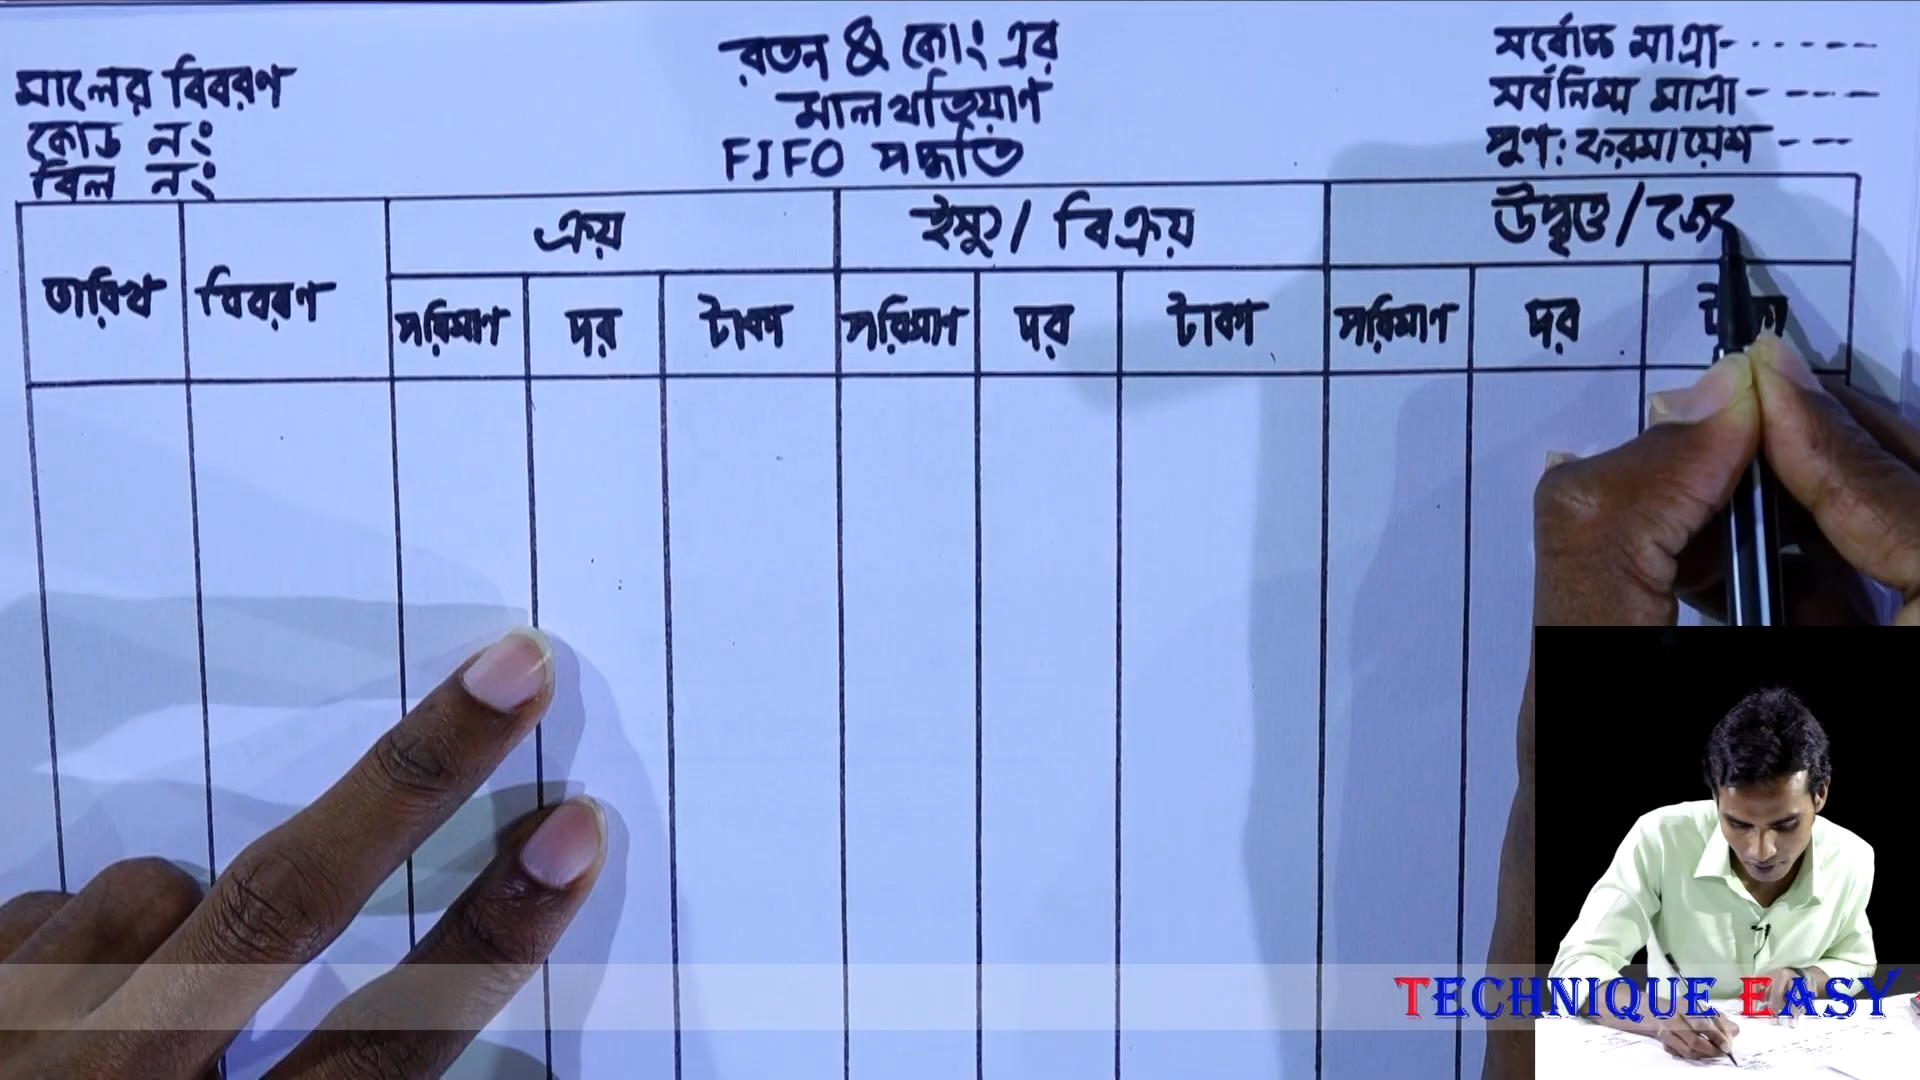 মালের বিবরণ
কোড নং
বিল নং
রতন & কোং এর
মাল খতিয়াণ
FIFO পদ্ধতি
সর্বোচ্চ মাত্রা
সর্বনিম্ন মাত্রা
পুণ: ফরমায়েশ
তারিখ বিবরণ ক্রয় ইস্যু / বিক্রয় উদ্বৃত্ত / জের
পরিমাণ দর টাকা পরিমাণ দর টাকা পরিমাণ দর টাকা
TECHNIQUE EASY